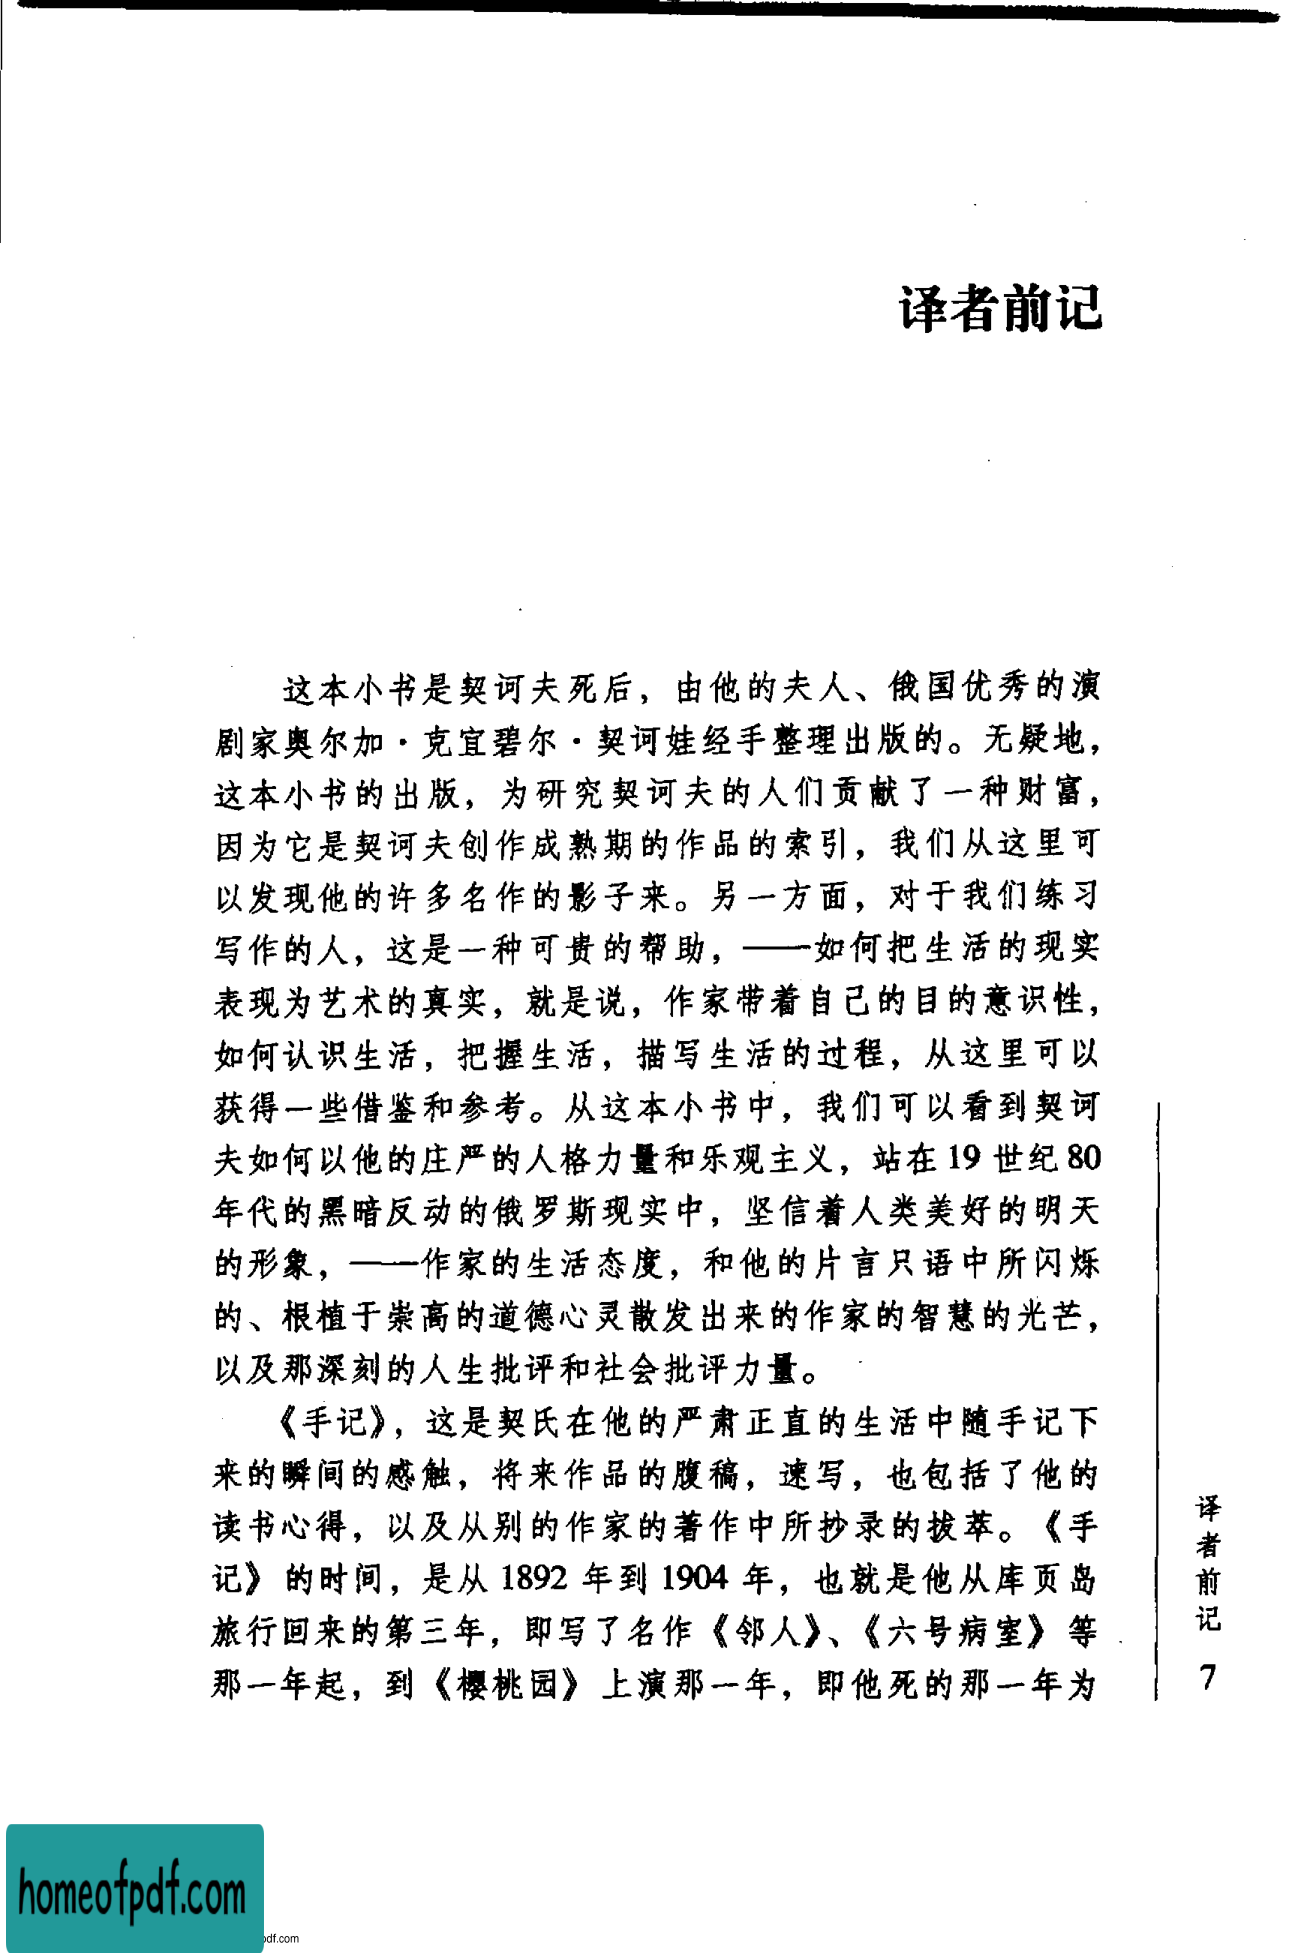 译者前记
这本小书是契诃夫死后，由他的夫人、俄国优秀的演
剧家奥尔加·克宜碧尔·契诃娃经手整理出版的。无疑地，
这本小书的出版，为研究契诃夫的人们贡献了一种财富，
因为它是契诃夫创作成熟期的作品的索引，我们从这里可
以发现他的许多名作的影子来。另一方面，对于我们练习
写作的人，这是一种可贵的帮助，——如何把生活的现实
表现为艺术的真实，就是说，作家带着自己的目的意识性，
如何认识生活，把握生活，描写生活的过程，从这里可以
获得一些借鉴和参考。从这本小书中，我们可以看到契诃
夫如何以他的庄严的人格力量和乐观主义，站在19世纪80
年代的黑暗反动的俄罗斯现实中，坚信着人类美好的明天
的形象，——作家的生活态度，和他的片言只语中所闪烁
的、根植于崇高的道德心灵散发出来的作家的智慧的光芒，
以及那深刻的人生批评和社会批评力量。
《手记》，这是契氏在他的严肃正直的生活中随手记下
来的瞬间的感触，将来作品的腹稿，速写，也包括了他的
读书心得，以及从别的作家的著作中所抄录的拔萃。《手
记》的时间，是从1892年到1904年，也就是他从库页岛
旅行回来的第三年，即写了名作《邻人》、《六号病室》等
那一年起，到《樱桃园》上演那一年，即他死的那一年为
译者前记
7
homeofpdf.com
pdf.com